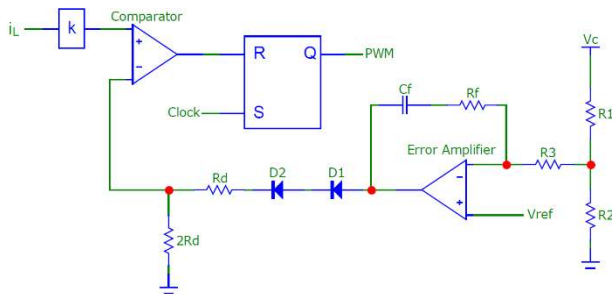 Comparator
iL
k
+
-
R
Q
PWM
Clock
S
Vc
Cf
Rf
R1
Error Amplifier
R3
D2
D1
Rd
-
+
Vref
R2
2Rd